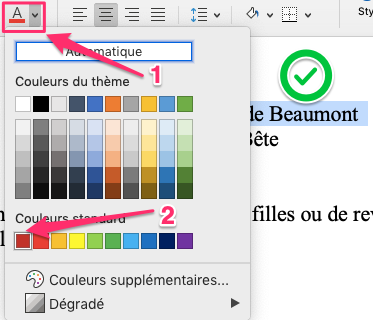 A
Sty
Automatique
1
Couleurs du thème
de Beaumont
Bête
Couleurs standard
2
filles ou de rev
Couleurs supplémentaires...
Dégradé